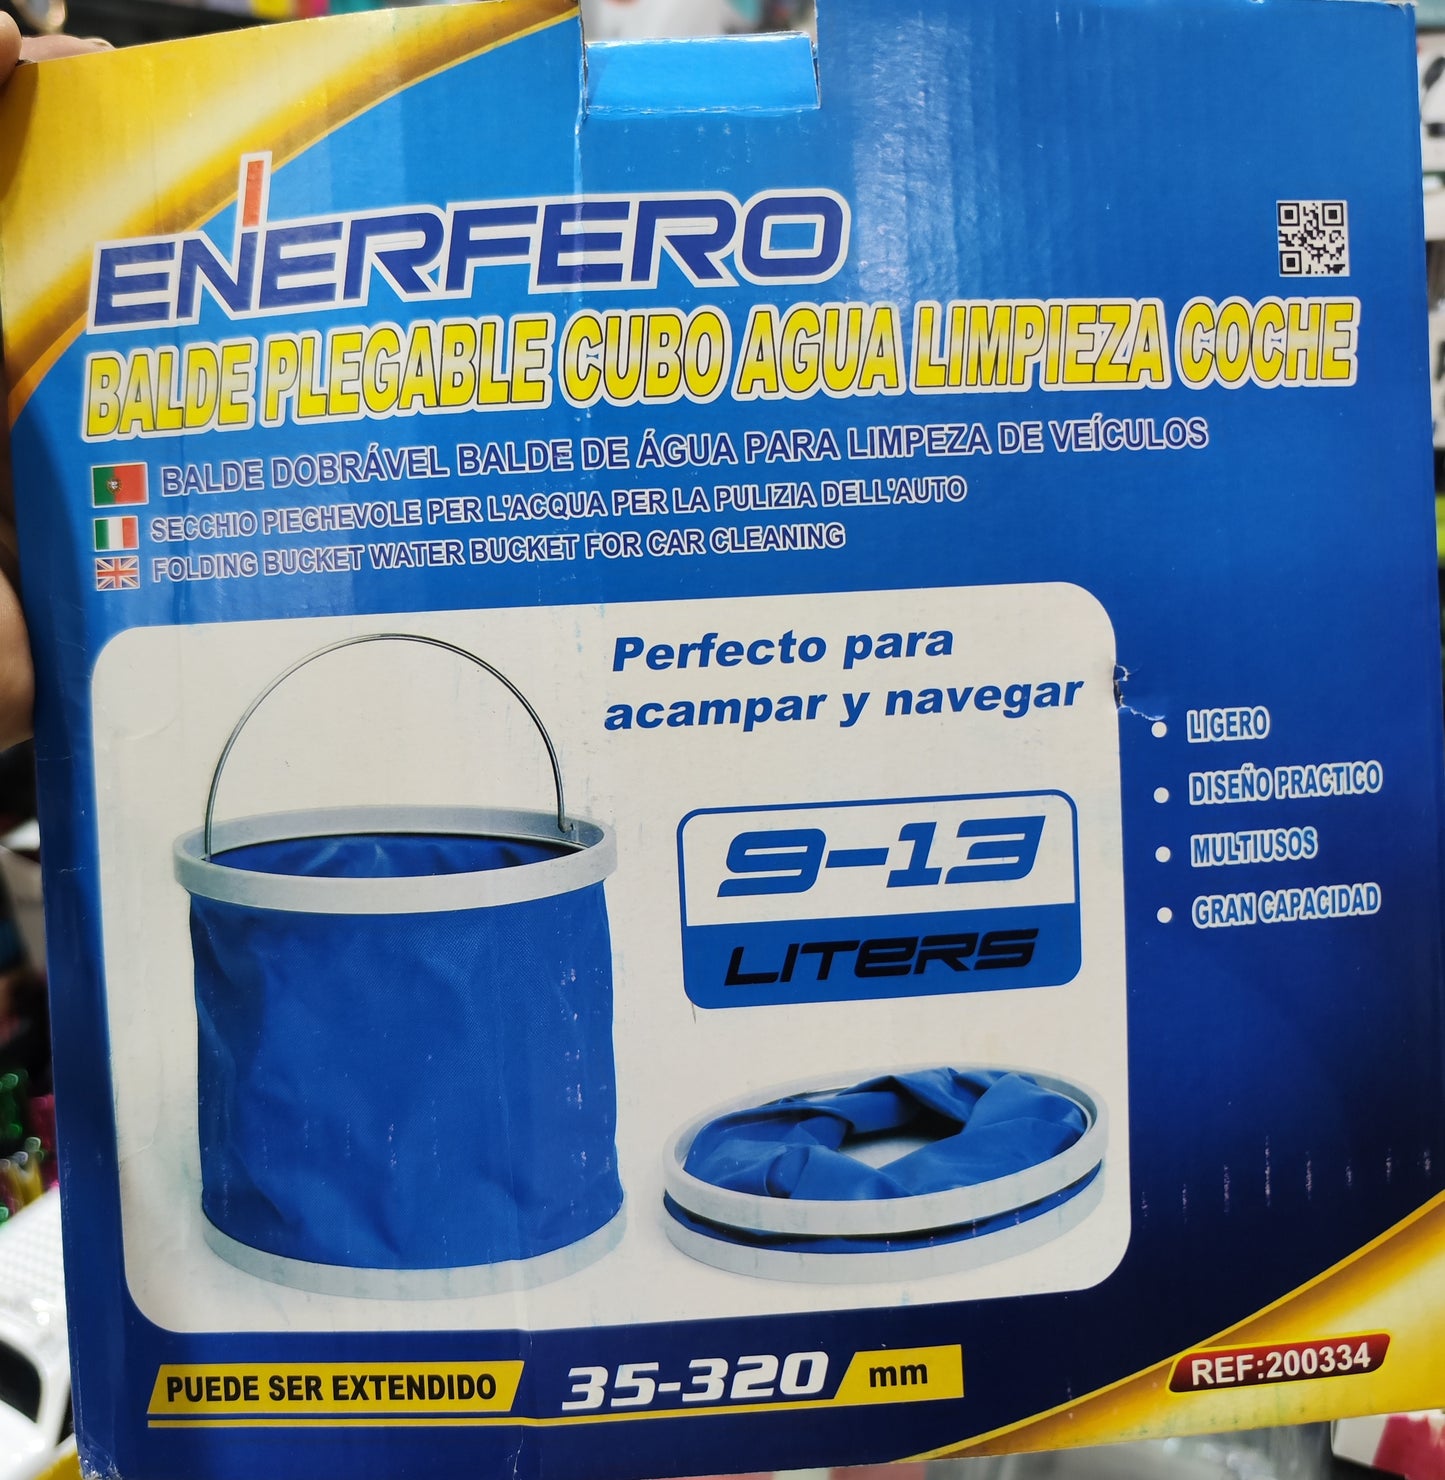 ENERFERO
BALDE PLEGABLE CUBO AGUA LIMPIEZA COCHE
BALDE DOBRÁVEL BALDE DE ÁGUA PARA LIMPEZA DE VEÍCULOS
SECCHIO PIEGHEVOLE PER L'ACQUA PER LA PULIZIA DELL'AUTO
FOLDING BUCKET WATER BUCKET FOR CAR CLEANING
Perfecto para
acampar y navegar
9-13
LITERS
• LIGERO
• DISEÑO PRACTICO
• MULTIUSOS
• GRAN CAPACIDAD
PUEDE SER EXTENDIDO 35-320 mm
REF:200334